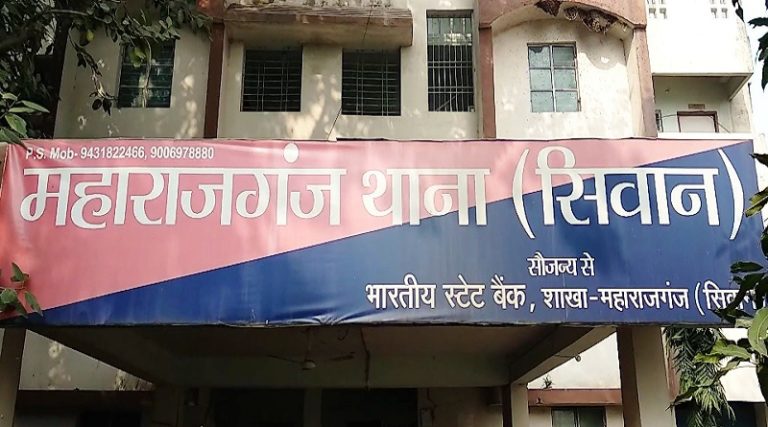 P.S. Mob- 9431822466, 9006978880
महाराजगंज थाना (सिवान)
सौजन्य से
भारतीय स्टेट बैंक, शाखा-महाराजगंज (सिवान